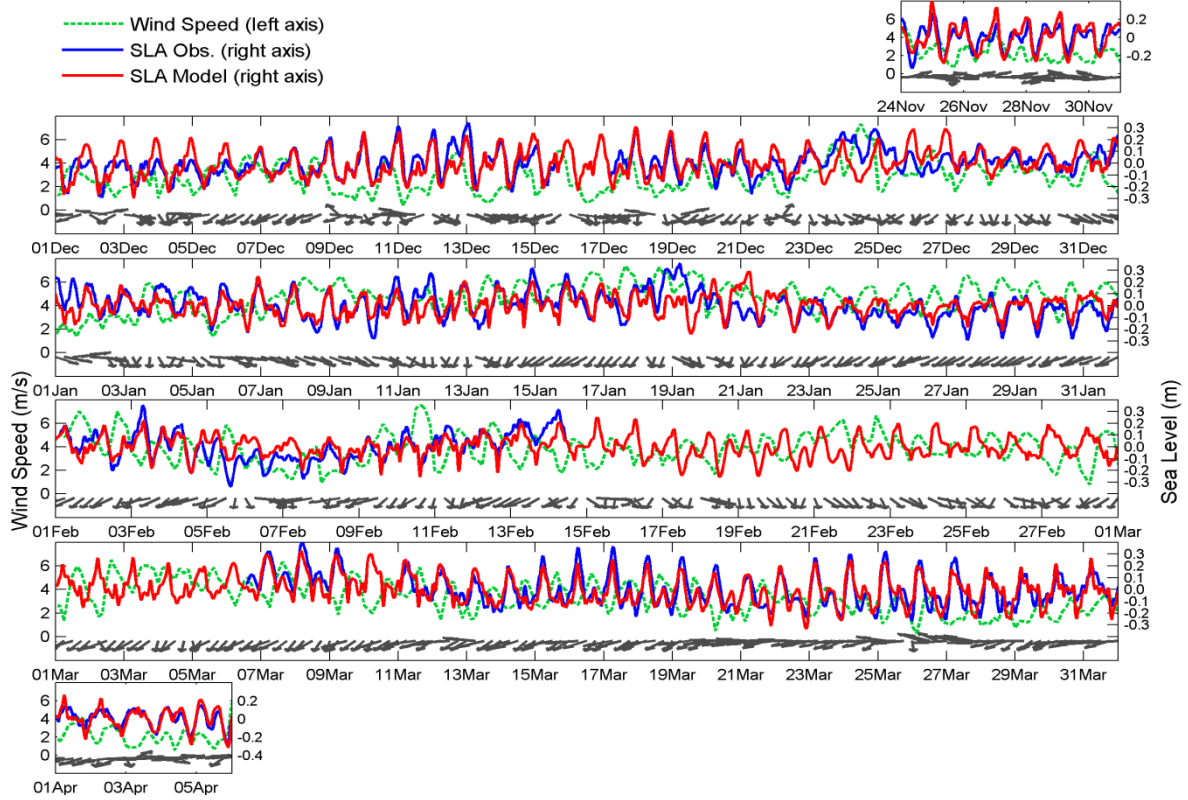 Wind Speed (left axis)
SLA Obs. (right axis)
SLA Model (right axis)
6 4 2 0
0.2 0 -0.2
24Nov 26Nov 28Nov 30Nov
6 4 2 0
0.3 0.2 0.1 0.0 -0.1 -0.2 -0.3
01Dec 03Dec 05Dec 07Dec 09Dec 11Dec 13Dec 15Dec 17Dec 19Dec 21Dec 23Dec 25Dec 27Dec 29Dec 31Dec
6 4 2 0
0.3 0.2 0.1 0.0 -0.1 -0.2 -0.3
01Jan 03Jan 05Jan 07Jan 09Jan 11Jan 13Jan 15Jan 17Jan 19Jan 21Jan 23Jan 25Jan 27Jan 29Jan 31Jan
Wind Speed (m/s)
Sea Level (m)
6 4 2 0
0.3 0.2 0.1 0.0 -0.1 -0.2 -0.3
01Feb 03Feb 05Feb 07Feb 09Feb 11Feb 13Feb 15Feb 17Feb 19Feb 21Feb 23Feb 25Feb 27Feb 01Mar
6 4 2 0
0.3 0.2 0.1 0.0 -0.1 -0.2 -0.3
01Mar 03Mar 05Mar 07Mar 09Mar 11Mar 13Mar 15Mar 17Mar 19Mar 21Mar 23Mar 25Mar 27Mar 29Mar 31Mar
6 4 2 0
0.2 0 -0.2 -0.4
01Apr 03Apr 05Apr